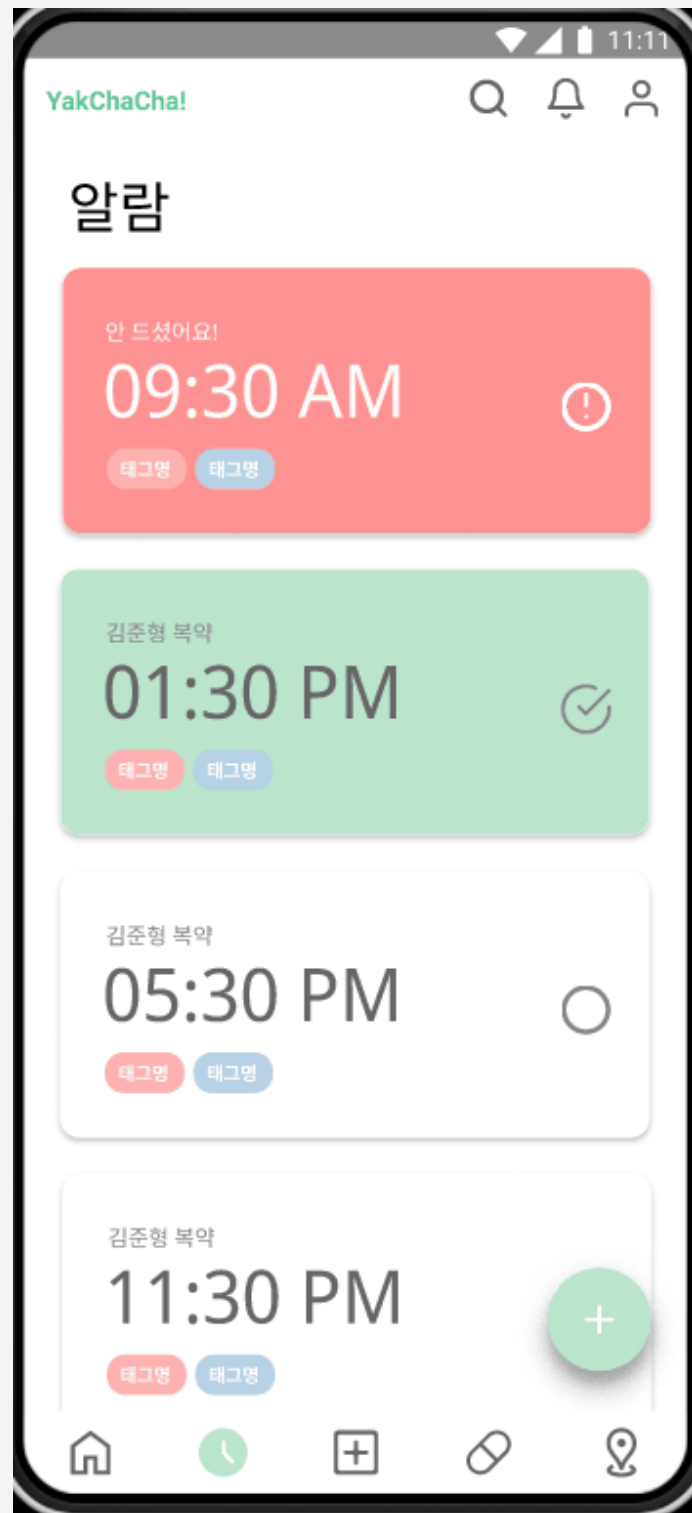 11:11
YakChaCha!
알람
안 드셨어요!
09:30 AM
태그명 태그명
김준형 복약
01:30 PM
태그명 태그명
김준형 복약
05:30 PM
태그명 태그명
김준형 복약
11:30 PM
태그명 태그명